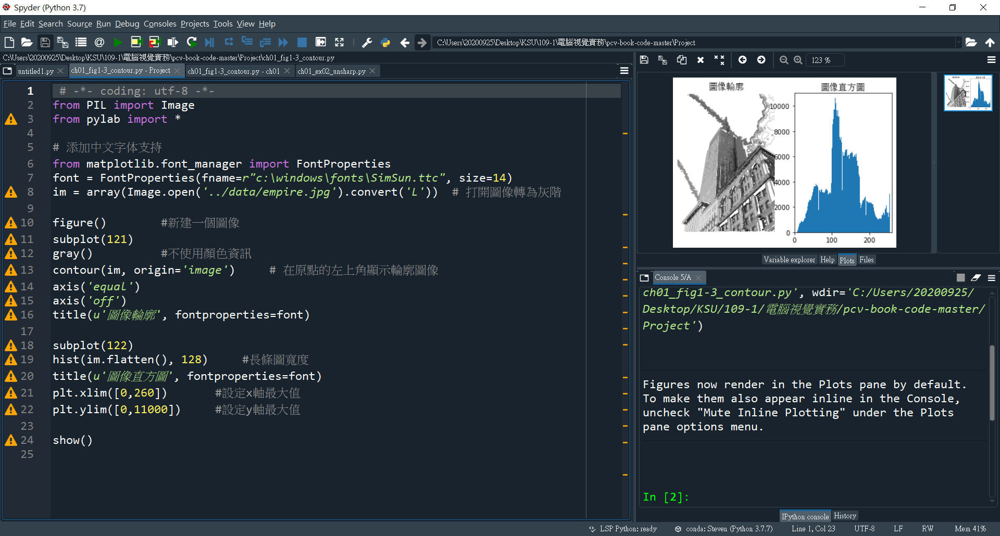 Spyder (Python 3.7)
File Edit Search Source Run Debug Consoles Projects Tools View Help
C:\Users\20200925\Desktop\KSU\109-1\電腦視覺實務\pcv-book-code-master\Project
C:\Users\20200925\Desktop\KSU\109-1\電腦視覺實務\pcv-book-code-master\Project\ch01_fig1-3_contour.py
untitled1.py ch01_fig1-3_contour.py - Project ch01_fig1-3_contour.py - ch01 ch01_ex02_unsharp.py
1 # -*- coding: utf-8 -*-
2 from PIL import Image
3 from pylab import *
4
5 # 添加中文字体支持
6 from matplotlib.font_manager import FontProperties
7 font = FontProperties(fname=r"c:\windows\fonts\SimSun.ttc", size=14)
8 im = array(Image.open('../data/empire.jpg').convert('L')) # 打開圖像轉為灰階
9
10 figure() #新建一個圖像
11 subplot(121)
12 gray() #不使用顏色資訊
13 contour(im, origin='image') # 在原點的左上角顯示輪廓圖像
14 axis('equal')
15 axis('off')
16 title(u'圖像輪廓', fontproperties=font)
17
18 subplot(122)
19 hist(im.flatten(), 128) #長條圖寬度
20 title(u'圖像直方圖', fontproperties=font)
21 plt.xlim([0,260]) #設定x軸最大值
22 plt.ylim([0,11000]) #設定y軸最大值
23
24 show()
25
123 %
圖像輪廓 圖像直方圖
10000
8000
6000
4000
2000
0
0 100 200
Variable explorer Help Plots Files
Console 5/A
ch01_fig1-3_contour.py', wdir='C:/Users/20200925/
Desktop/KSU/109-1/電腦視覺實務/pcv-book-code-master/
Project')
Figures now render in the Plots pane by default.
To make them also appear inline in the Console,
uncheck "Mute Inline Plotting" under the Plots
pane options menu.
In [2]:
IPython console History
LSP Python: ready conda: Steven (Python 3.7.7) Line 1, Col 23 UTF-8 LF RW Mem 41%